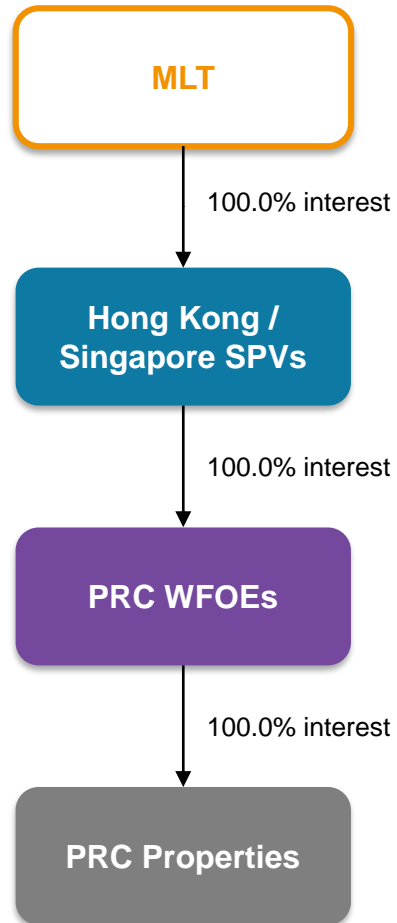 MLT
100.0% interest
Hong Kong /
Singapore SPVs
100.0% interest
PRC WFOEs
100.0% interest
PRC Properties